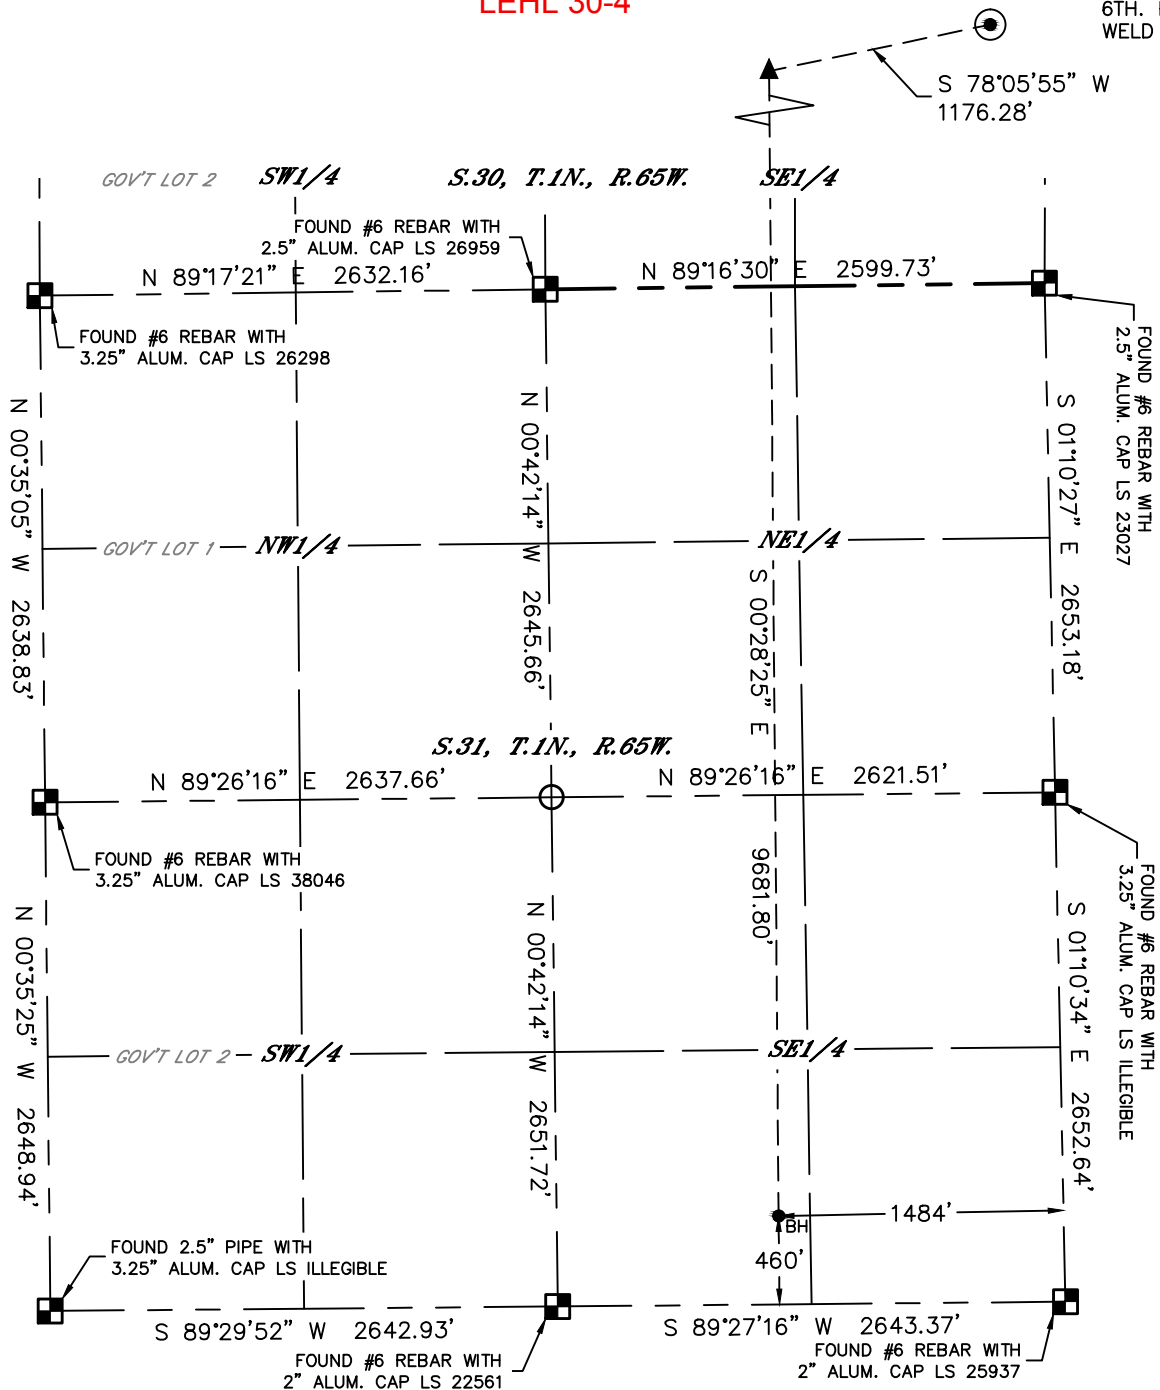 LEHL 30-4
6TH.
WELD
S 78°05'55" W
1176.28'
GOV'T LOT 2
SW1/4
S.30, T.1N., R.65W.
SE1/4
FOUND #6 REBAR WITH
2.5" ALUM. CAP LS 26959
N 89°17'21" E 2632.16'
N 89°16'30" E 2599.73'
FOUND #6 REBAR WITH
3.25" ALUM. CAP LS 26298
FOUND #6 REBAR WITH
2.5" ALUM. CAP LS 23027
N 00°35'05" W 2638.83'
N 00°42'14" W 2645.66'
S 01°10'27" E 2653.18'
GOV'T LOT 1
NW1/4
NE1/4
S 00°28'25" E 9681.80'
S.31, T.1N., R.65W.
N 89°26'16" E 2637.66'
N 89°26'16" E 2621.51'
FOUND #6 REBAR WITH
3.25" ALUM. CAP LS 38046
FOUND #6 REBAR WITH
3.25" ALUM. CAP LS ILLEGIBLE
N 00°35'25" W 2648.94'
N 00°42'14" W 2651.72'
S 01°10'34" E 2652.64'
GOV'T LOT 2
SW1/4
SE1/4
BH
1484'
460'
FOUND 2.5" PIPE WITH
3.25" ALUM. CAP LS ILLEGIBLE
S 89°29'52" W 2642.93'
S 89°27'16" W 2643.37'
FOUND #6 REBAR WITH
2" ALUM. CAP LS 22561
FOUND #6 REBAR WITH
2" ALUM. CAP LS 25937